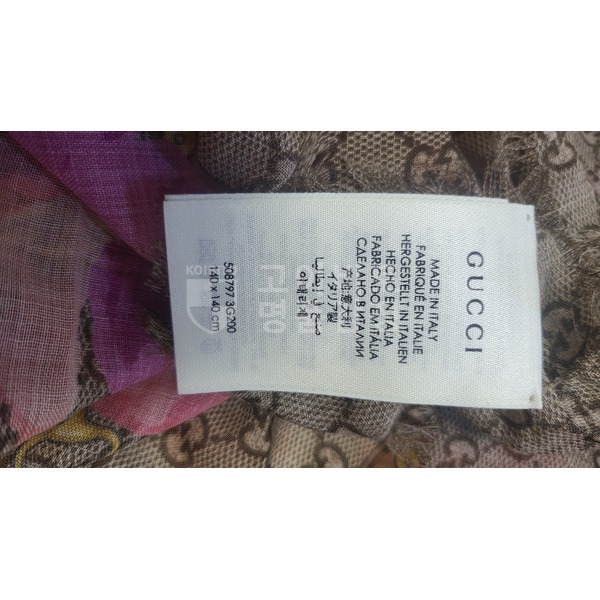 GUCCI
MADE IN ITALY
FABRIQUÉ EN ITALIE
HERGESTELLT IN ITALIEN
HECHO EN ITALIA
FABRICADO EM ITÁLIA
СДЕЛАНО В ИТАЛИИ
产地:意大利
イタリア製
صنع في إيطاليا
이태리제
508797 3G200
140 x 140 cm